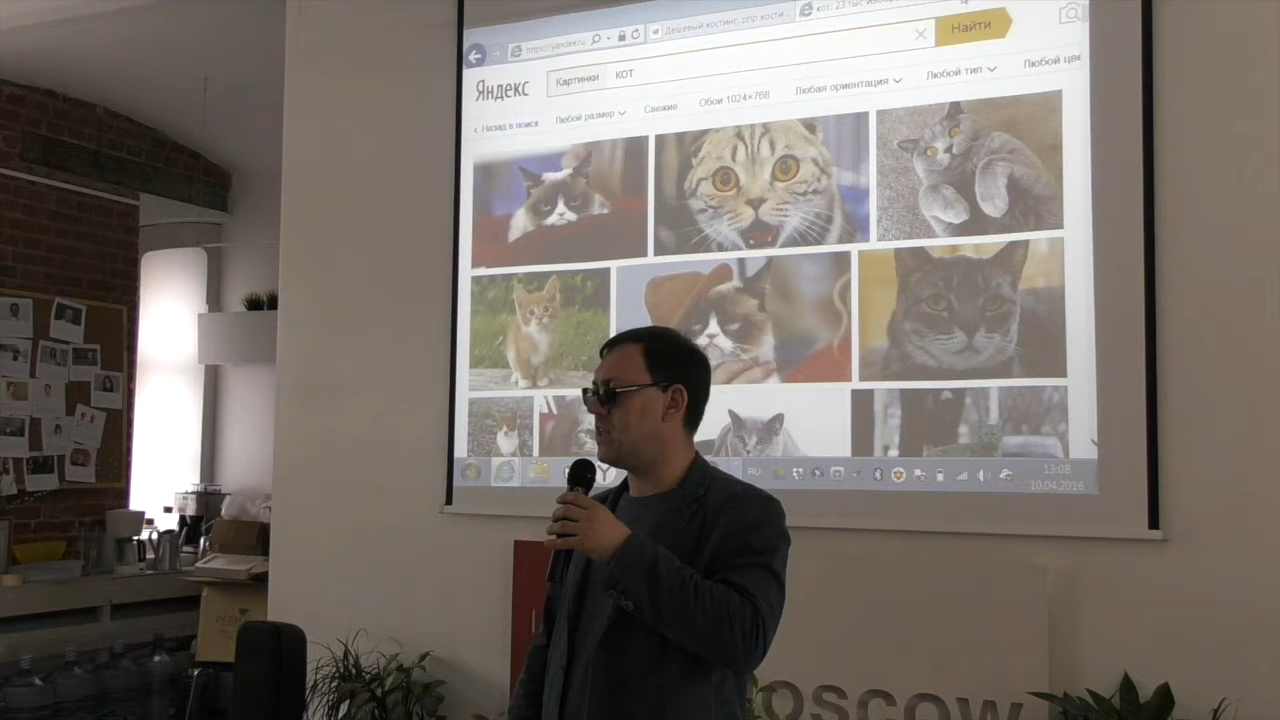 https://yandex.ru
Дешевый хостинг, php хости...
кот: 23 тыс изобр
Найти
Яндекс
Картинки КОТ
Назад в поиск
Любой размер
Свежие
Обои 1024×768
Любая ориентация
Любой тип
Любой цве
RU
13:08
10.04.2016
OSCOW